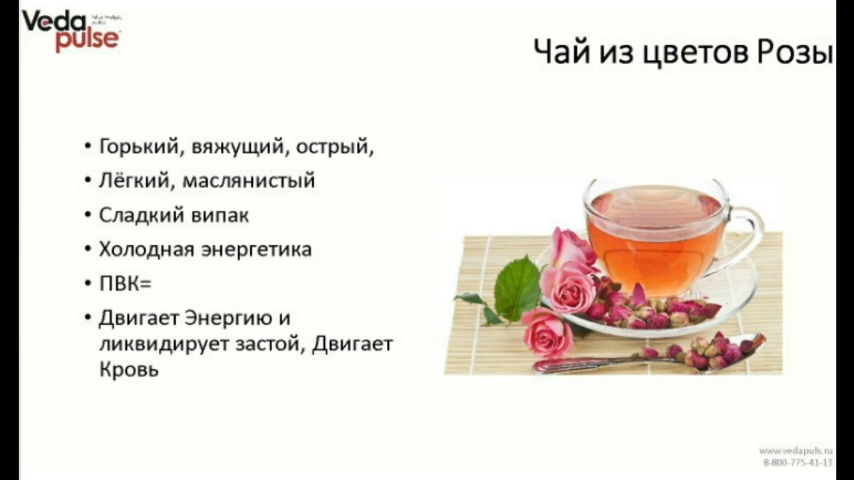 Veda
pulse
Чай из цветов Розы
• Горький, вяжущий, острый,
• Лёгкий, маслянистый
• Сладкий випак
• Холодная энергетика
• ПВК=
• Двигает Энергию и
ликвидирует застой, Двигает
Кровь
www.vedapuls.ru
8-800-775-41-13